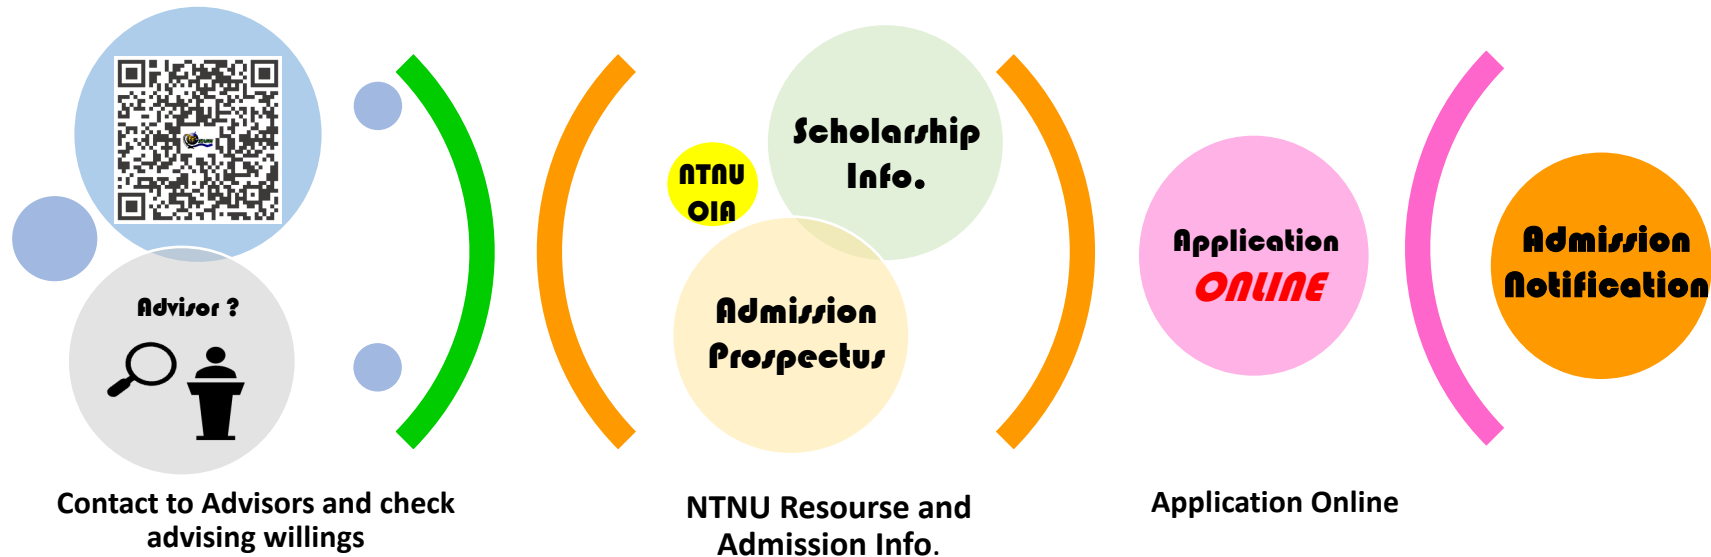 Advisor ?
Contact to Advisors and check
advising willings
NTNU
OIA
Scholarship
Info.
Admission
Prospectus
NTNU Resourse and
Admission Info.
Application
ONLINE
Application Online
Admission
Notification